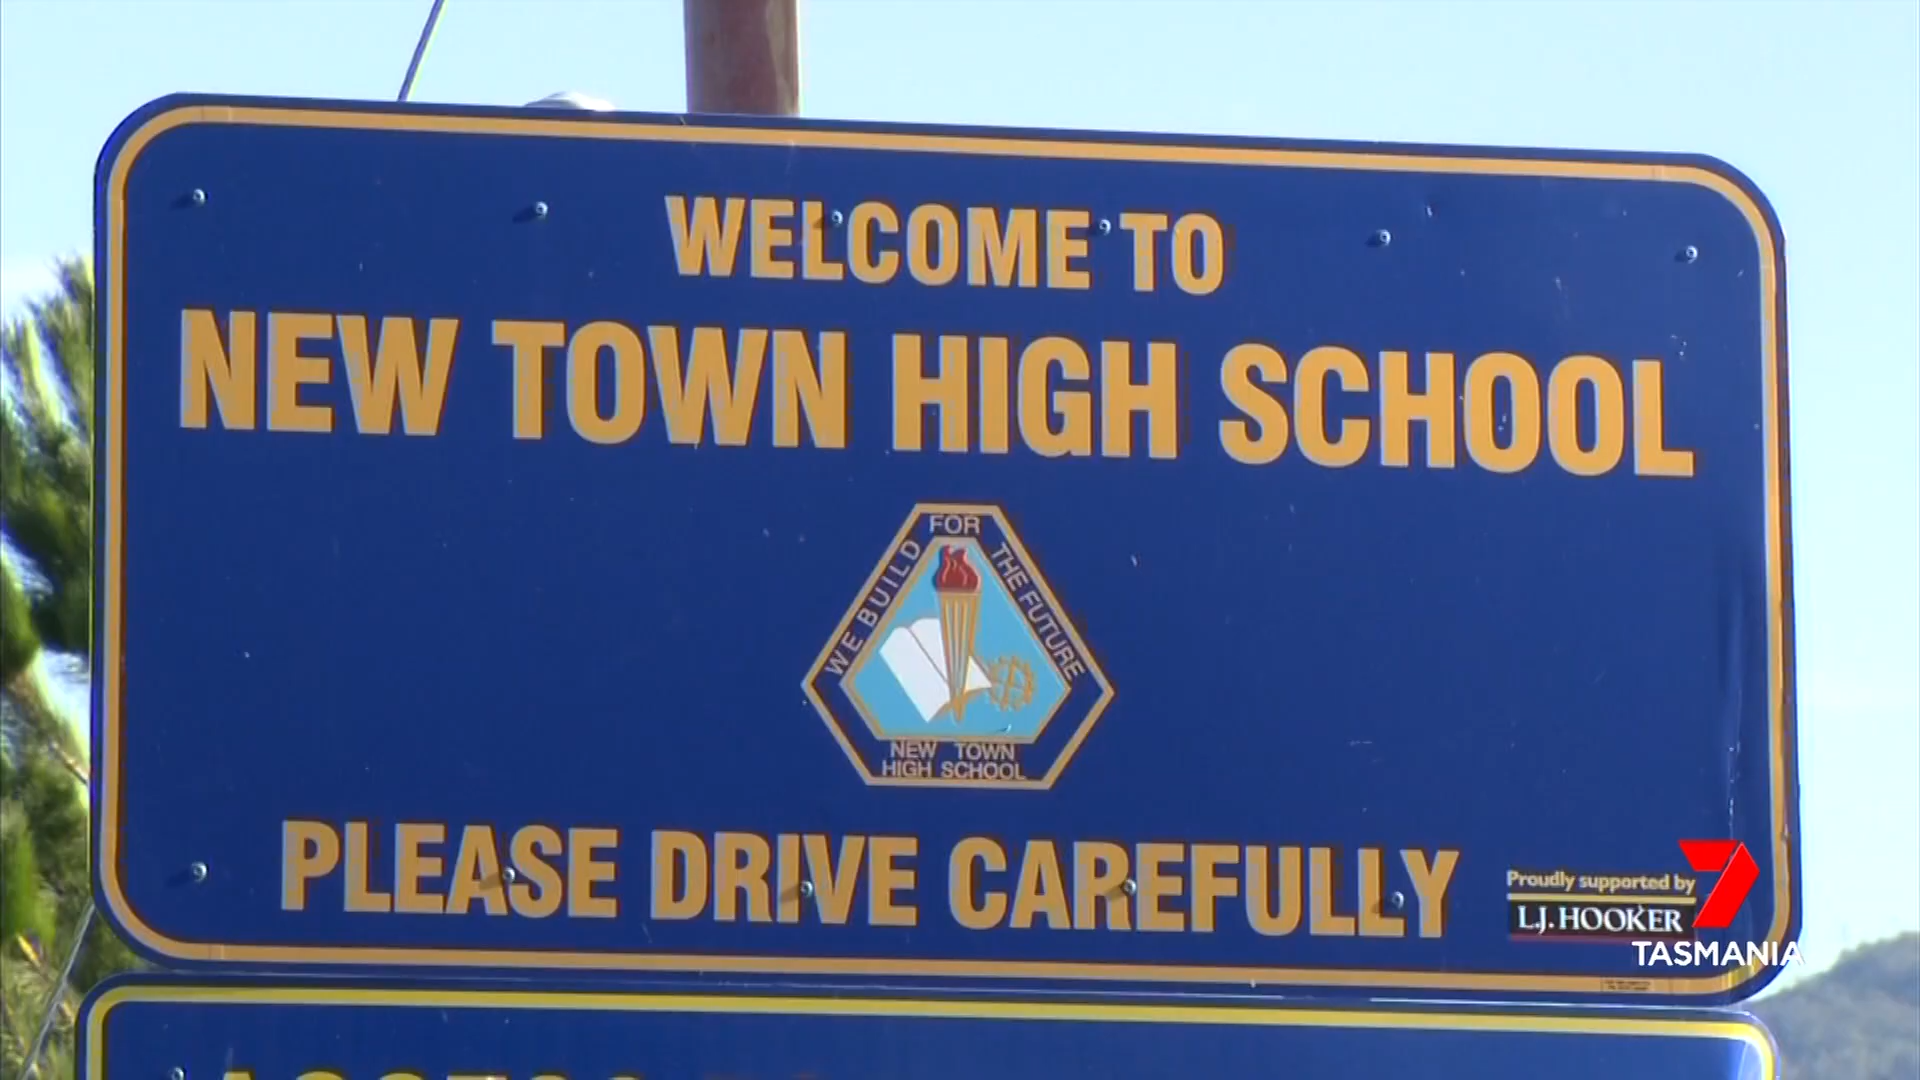 WELCOME TO
NEW TOWN HIGH SCHOOL
WE BUILD FOR THE FUTURE
NEW TOWN
HIGH SCHOOL
PLEASE DRIVE CAREFULLY
Proudly supported by
L.J. HOOKER
7
TASMANIA